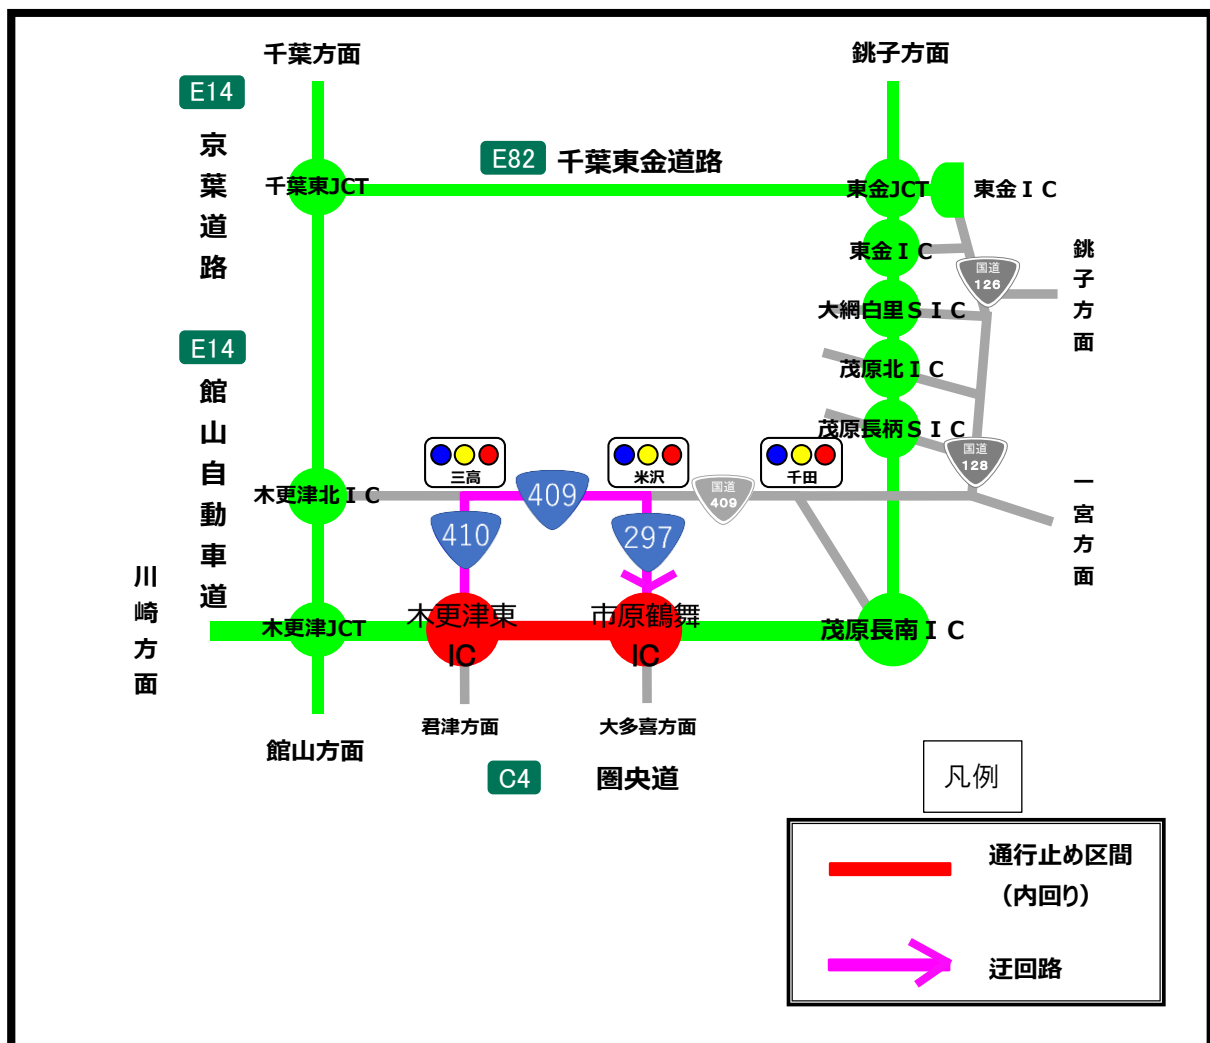 千葉方面
銚子方面
E14
京葉道路
E82 千葉東金道路
千葉東JCT
東金JCT
東金ＩＣ
東金ＩＣ
国道
126
銚子方面
大網白里ＳＩＣ
E14
館山自動車道
茂原北ＩＣ
茂原長柄ＳＩＣ
国道
128
三高
米沢
千田
木更津北ＩＣ
409
国道
409
一宮方面
410
297
川崎方面
木更津JCT
木更津東
IC
市原鶴舞
IC
茂原長南ＩＣ
君津方面
大多喜方面
館山方面
C4 圏央道
凡例
通行止め区間
（内回り）
迂回路